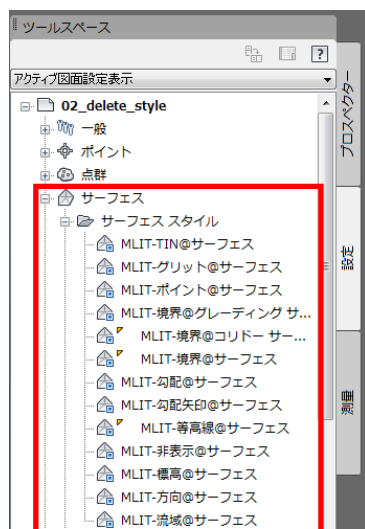 ツールスペース
?
アクティブ図面設定表示
02_delete_style
一般
ポイント
点群
サーフェス
サーフェス スタイル
MLIT-TIN@サーフェス
MLIT-グリット@サーフェス
MLIT-ポイント@サーフェス
MLIT-境界@グレーディング サ...
MLIT-境界@コリドー サー...
MLIT-境界@サーフェス
MLIT-勾配@サーフェス
MLIT-勾配矢印@サーフェス
MLIT-等高線@サーフェス
MLIT-非表示@サーフェス
MLIT-標高@サーフェス
MLIT-方向@サーフェス
MLIT-流域@サーフェス
プロスペクター
設定
測量